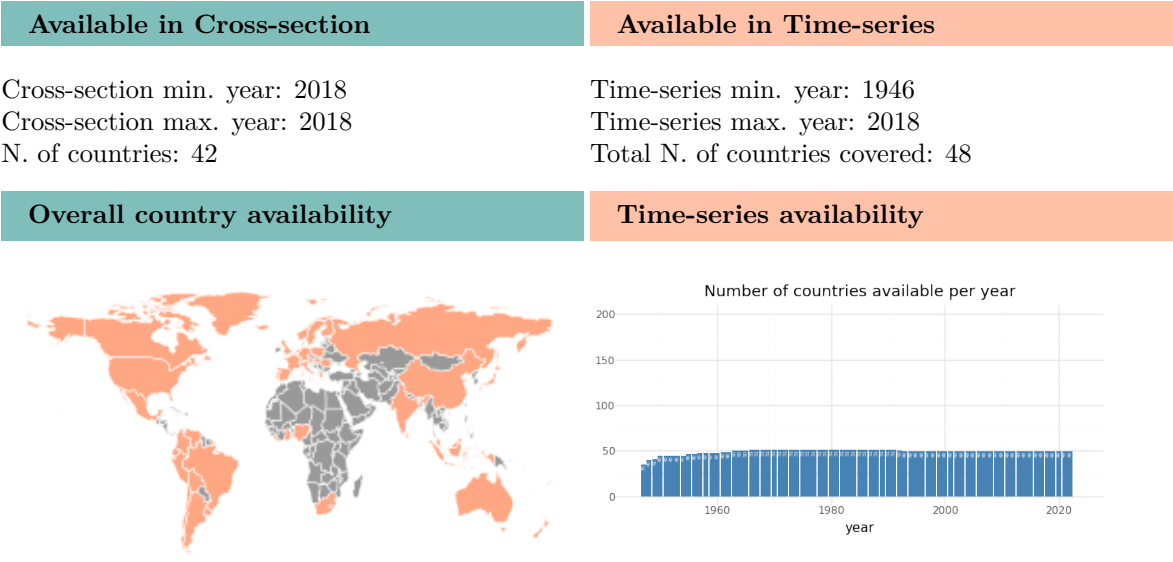 Available in Cross-section
Available in Time-series
Cross-section min. year: 2018
Cross-section max. year: 2018
N. of countries: 42
Time-series min. year: 1946
Time-series max. year: 2018
Total N. of countries covered: 48
Overall country availability
Time-series availability
Number of countries available per year
200
150
100
50
0
1960 1980 2000 2020
year